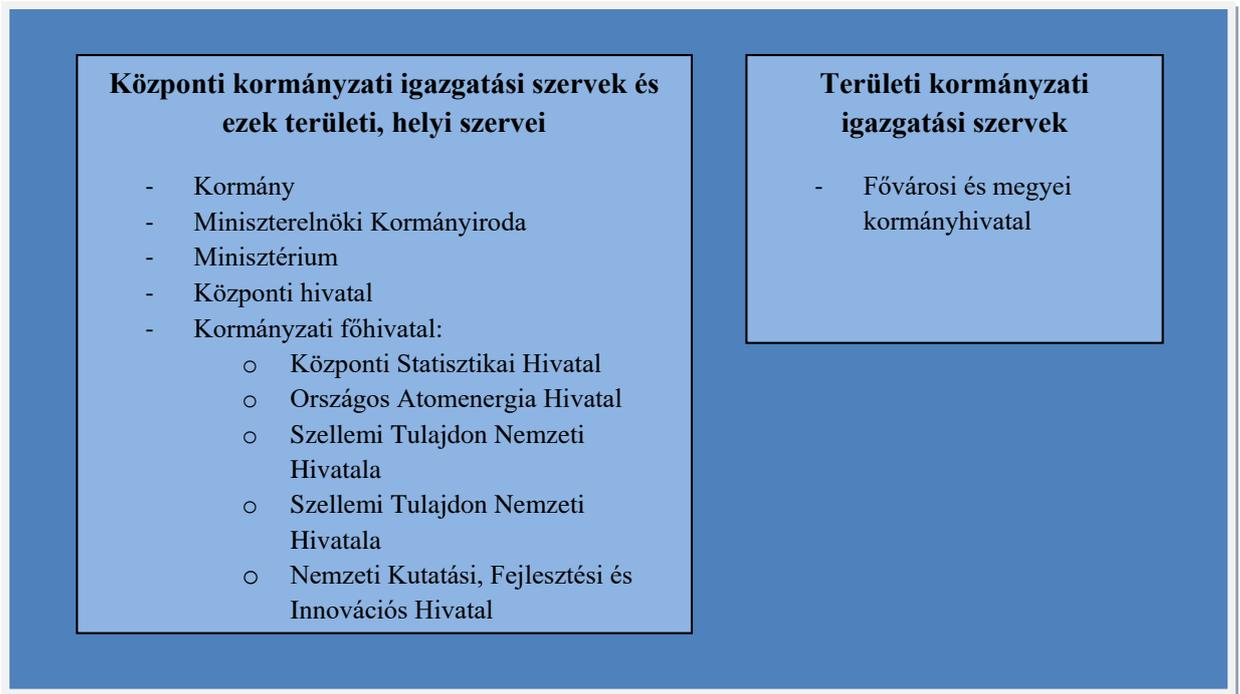 Központi kormányzati igazgatási szervek és
ezek területi, helyi szervei
- Kormány
- Miniszterelnöki Kormányiroda
- Minisztérium
- Központi hivatal
- Kormányzati főhivatal:
o Központi Statisztikai Hivatal
o Országos Atomenergia Hivatal
o Szellemi Tulajdon Nemzeti
Hivatala
o Szellemi Tulajdon Nemzeti
Hivatala
o Nemzeti Kutatási, Fejlesztési és
Innovációs Hivatal
Területi kormányzati
igazgatási szervek
- Fővárosi és megyei
kormányhivatal